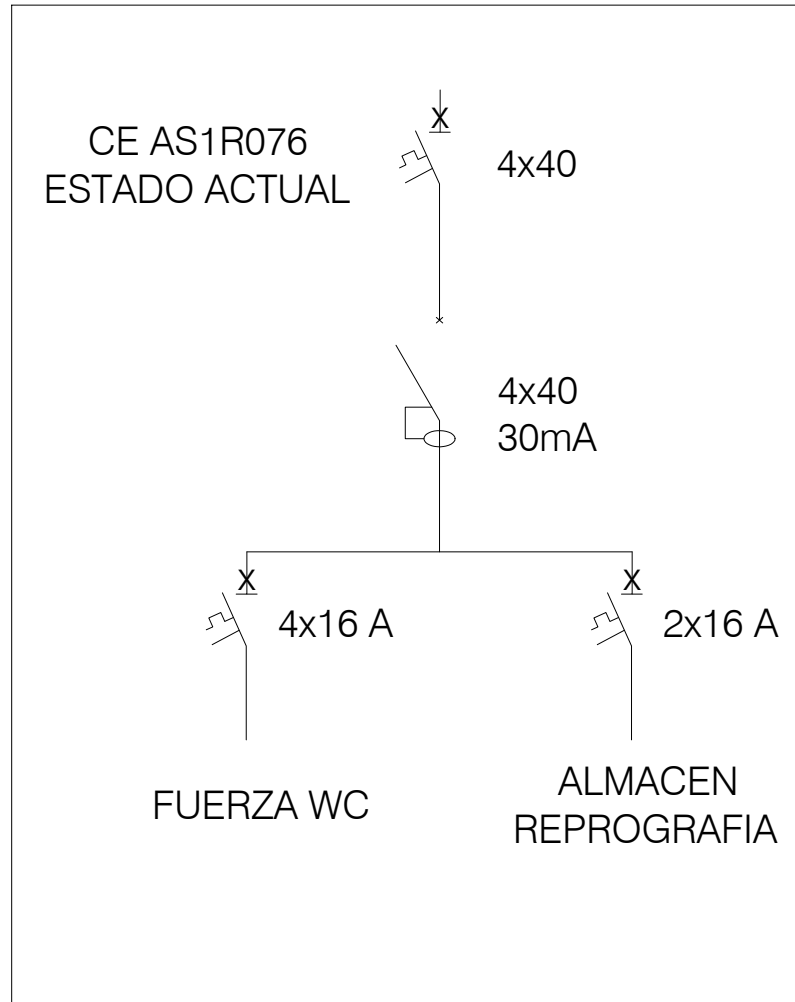 CE AS1R076
ESTADO ACTUAL
4x40
4x40
30mA
4x16 A
2x16 A
FUERZA WC
ALMACEN
REPROGRAFIA